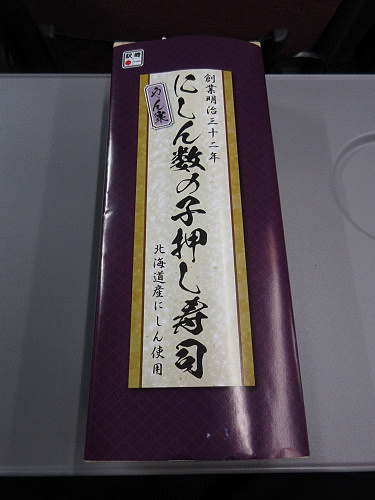 創業明治三十二年
にしん数の子押し寿司
北海道産にしん使用